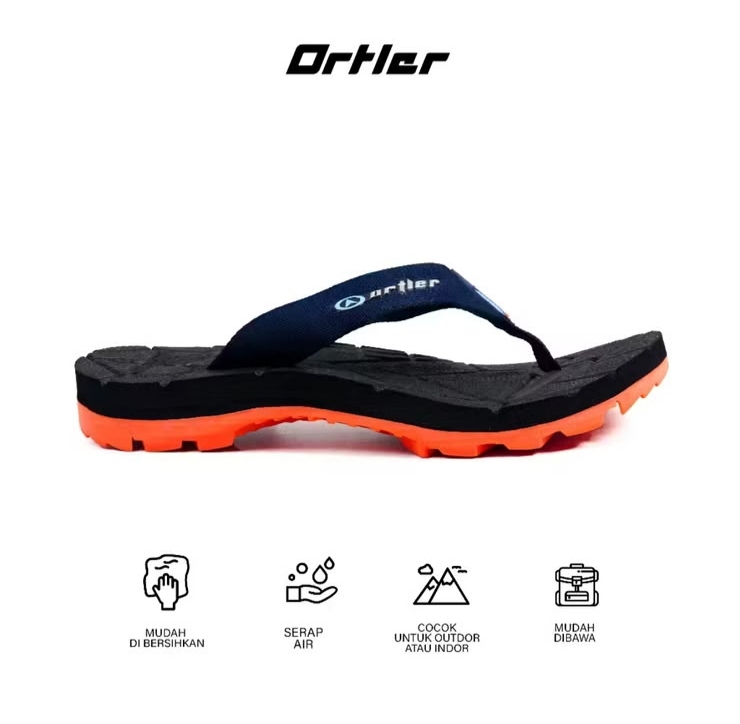 Ortler
ortler
MUDAH
DI BERSIHKAN
SERAP
AIR
COCOK
UNTUK OUTDOR
ATAU INDOR
MUDAH
DIBAWA